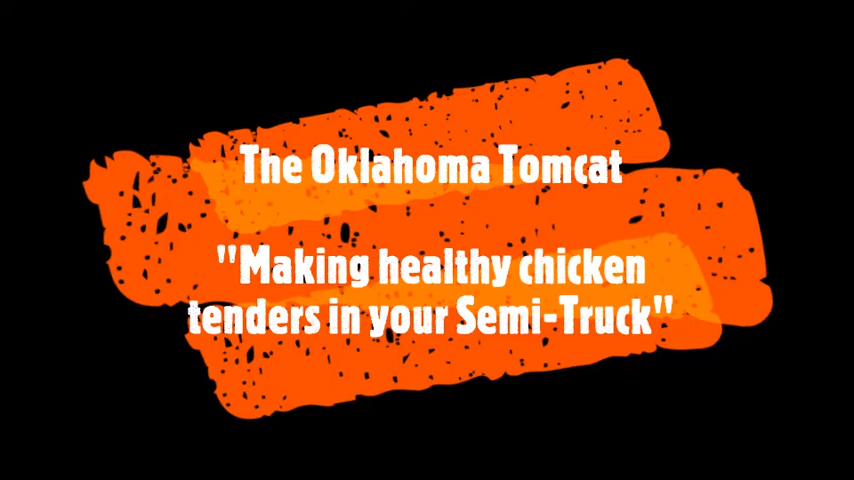 The Oklahoma Tomcat
"Making healthy chicken
tenders in your Semi-Truck"